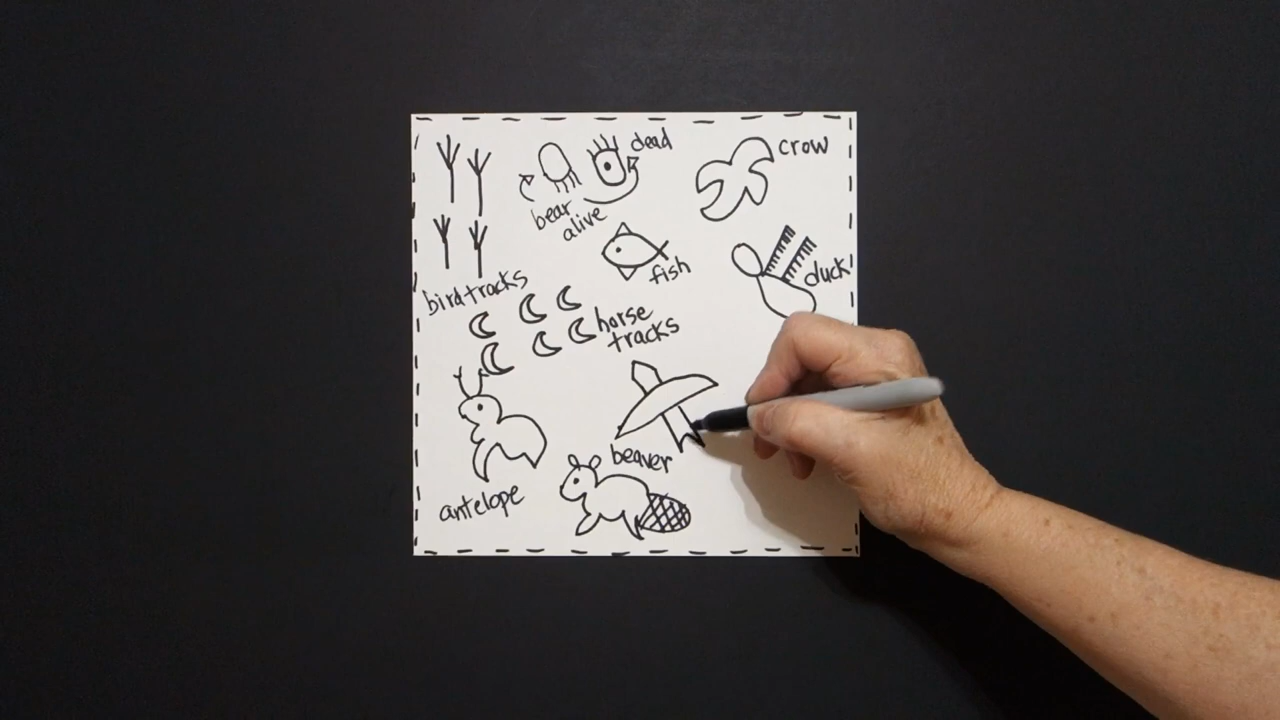 dead
crow
bear
alive
fish
duck
bird tracks
horse
tracks
beaver
antelope